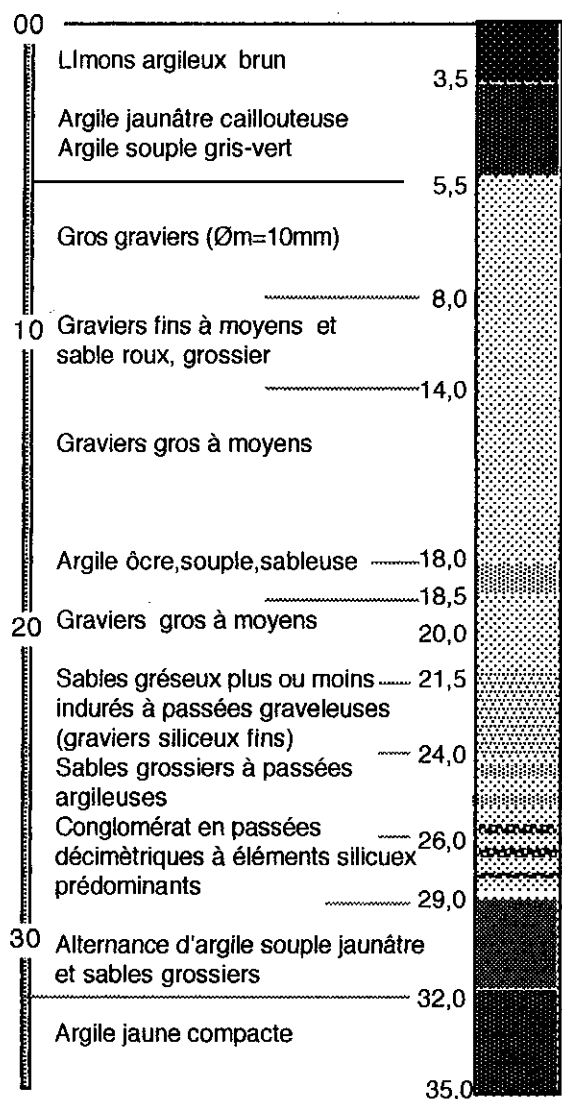 00
LImons argileux brun
3,5
Argile jaunâtre caillouteuse
Argile souple gris-vert
5,5
Gros graviers (Øm=10mm)
8,0
10
Graviers fins à moyens et
sable roux, grossier
14,0
Graviers gros à moyens
Argile ôcre,souple,sableuse
18,0
18,5
20
Graviers gros à moyens
20,0
Sables gréseux plus ou moins
21,5
indurés à passées graveleuses
(graviers siliceux fins)
24,0
Sables grossiers à passées
argileuses
Conglomérat en passées
26,0
décimètriques à éléments silicuex
prédominants
29,0
30
Alternance d'argile souple jaunâtre
et sables grossiers
32,0
Argile jaune compacte
35.0